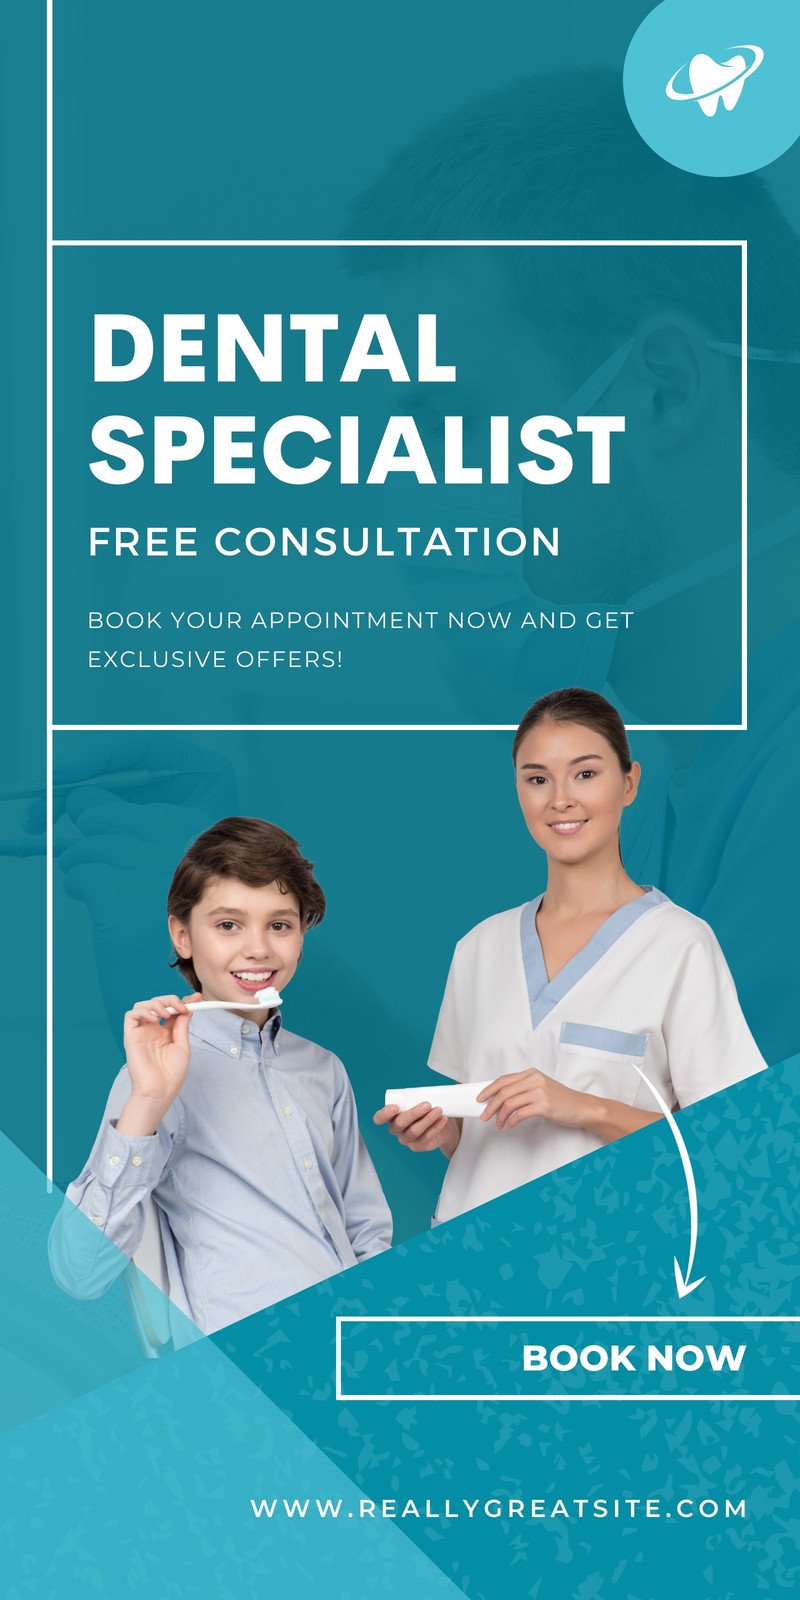 DENTAL
SPECIALIST
FREE CONSULTATION
BOOK YOUR APPOINTMENT NOW AND GET
EXCLUSIVE OFFERS!
BOOK NOW
WWW.REALLYGREATSITE.COM